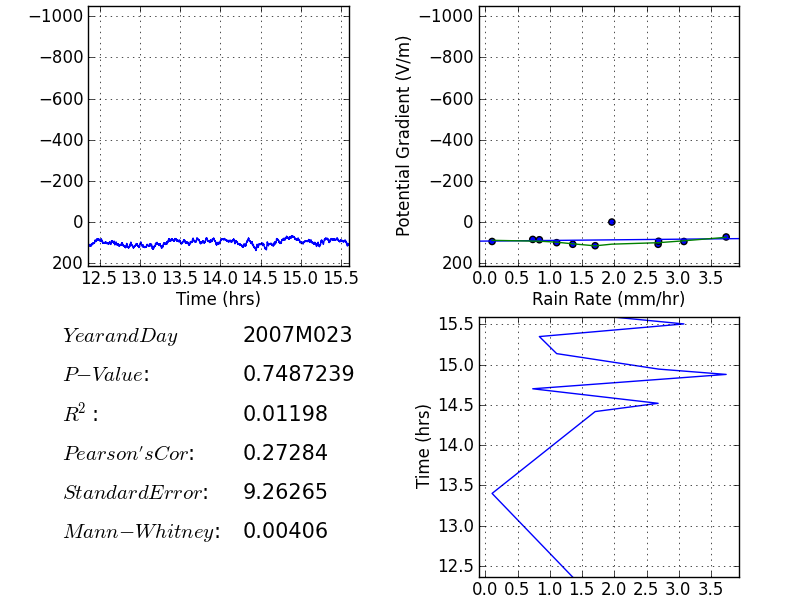 −1000
−800
−600
−400
−200
0
200
12.5 13.0 13.5 14.0 14.5 15.0 15.5
Time (hrs)
Potential Gradient (V/m)
−1000
−800
−600
−400
−200
0
200
0.0 0.5 1.0 1.5 2.0 2.5 3.0 3.5
Rain Rate (mm/hr)
YearandDay 2007M023
P−Value: 0.7487239
R²: 0.01198
Pearson'sCor: 0.27284
StandardError: 9.26265
Mann−Whitney: 0.00406
Time (hrs)
15.5
15.0
14.5
14.0
13.5
13.0
12.5
0.0 0.5 1.0 1.5 2.0 2.5 3.0 3.5